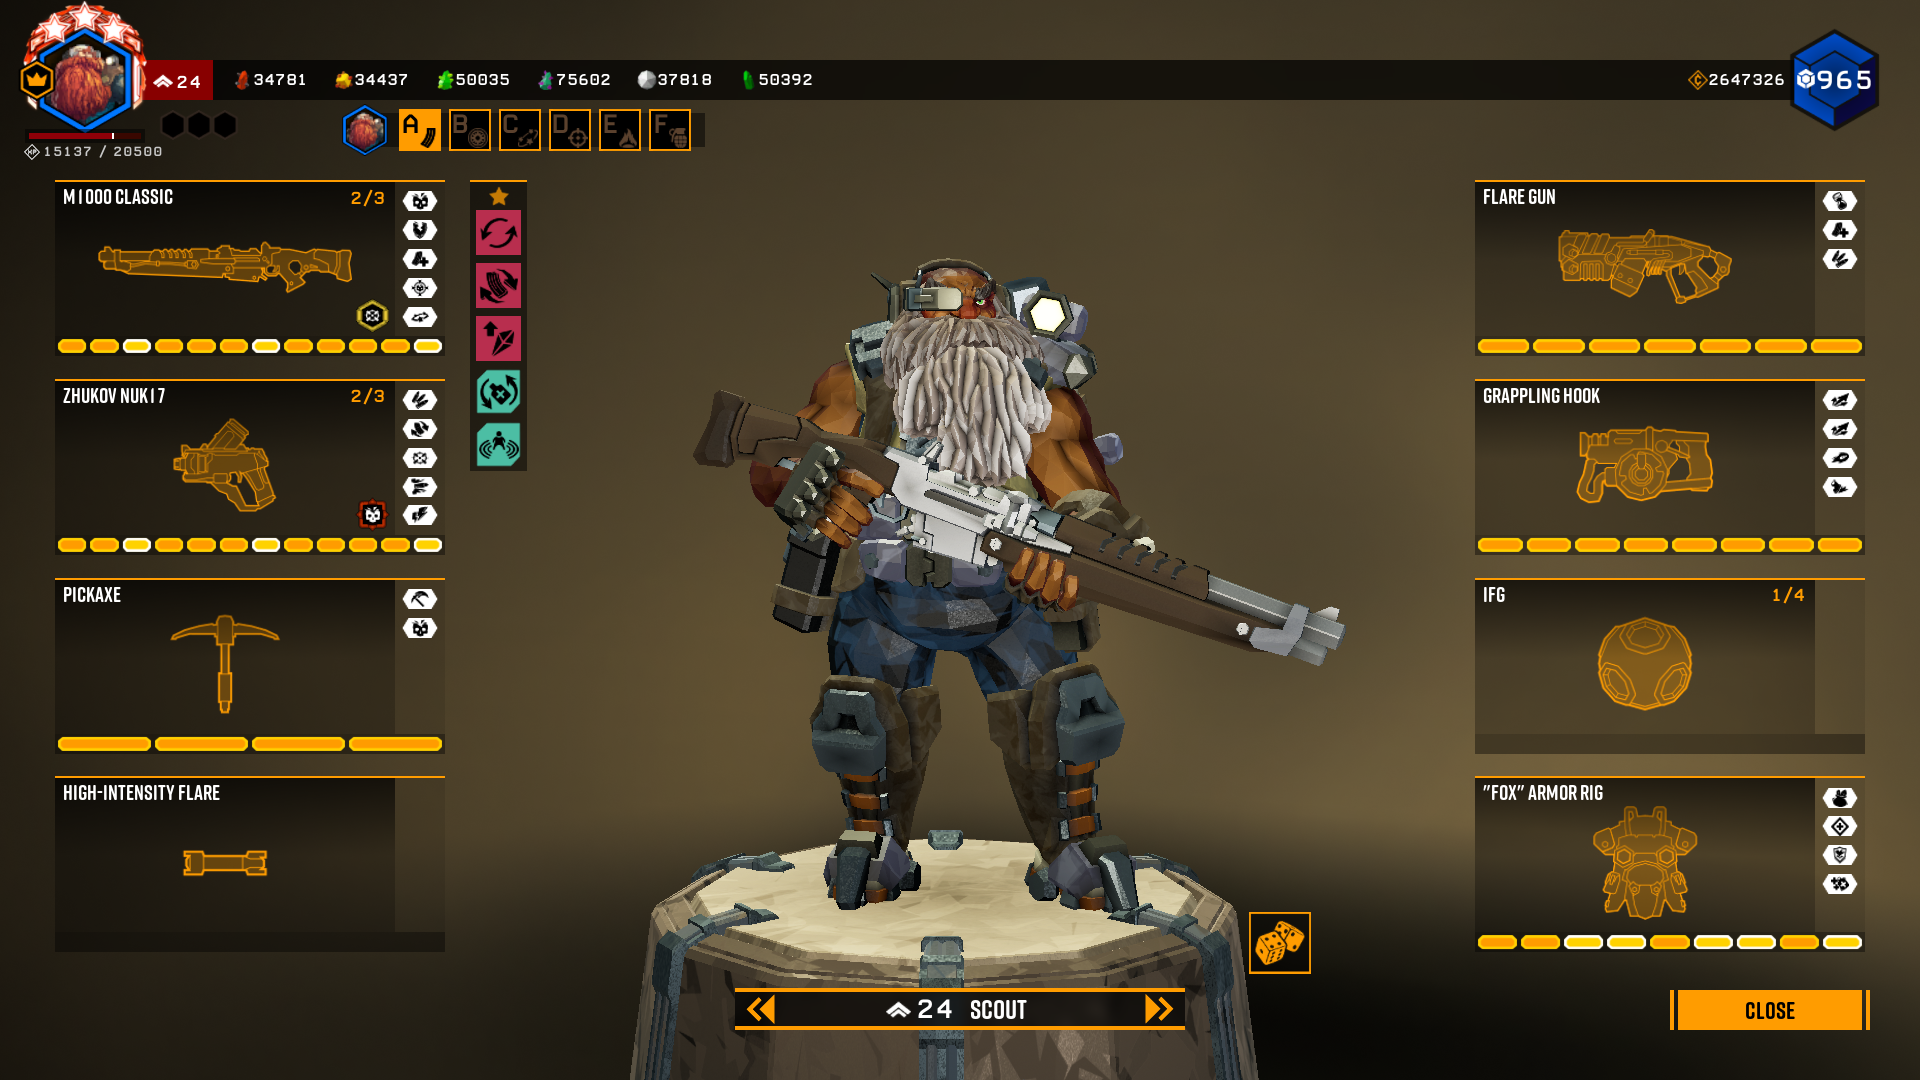 24
34781
34437
50035
75602
37818
50392
2647326
965
15137 / 20500
A
B
C
D
E
F
M1000 CLASSIC
2/3
ZHUKOV NUK17
2/3
PICKAXE
HIGH-INTENSITY FLARE
FLARE GUN
GRAPPLING HOOK
IFG
1/4
"FOX" ARMOR RIG
24 SCOUT
CLOSE